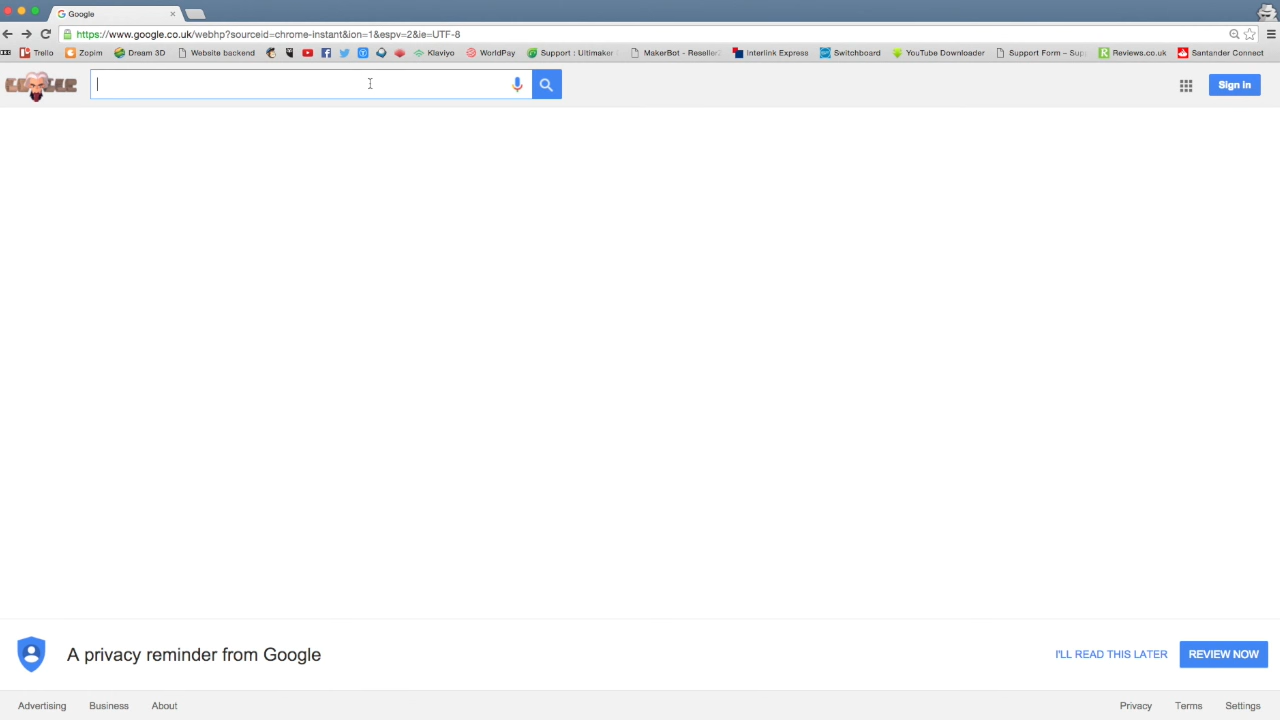 Google
https://www.google.co.uk/webhp?sourceid=chrome-instant&ion=1&espv=2&ie=UTF-8
Trello Zopim Dream 3D Website backend Klaviyo WorldPay Support : Ultimaker MakerBot - Reseller Interlink Express Switchboard YouTube Downloader Support Form – Sup Reviews.co.uk Santander Connect
Sign in
A privacy reminder from Google
I'LL READ THIS LATER
REVIEW NOW
Advertising Business About Privacy Terms Settings